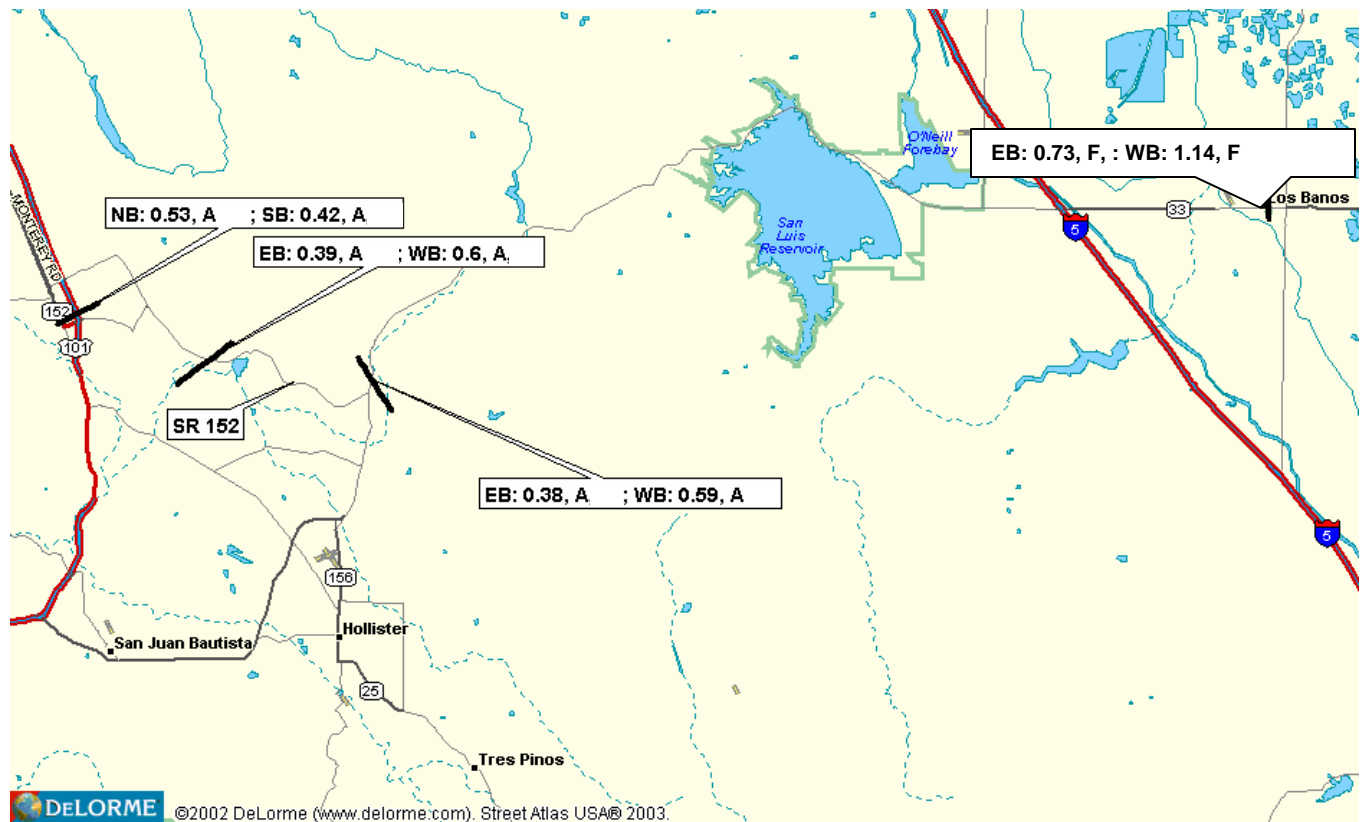 O'Neill
Forebay
EB: 0.73, F, : WB: 1.14, F
Los Banos
33
5
MONTEREY RD
NB: 0.53, A ; SB: 0.42, A
EB: 0.39, A ; WB: 0.6, A,
San
Luis
Reservoir
152
101
SR 152
EB: 0.38, A ; WB: 0.59, A
5
156
Hollister
San Juan Bautista
25
Tres Pinos
DELORME ©2002 DeLorme (www.delorme.com). Street Atlas USA® 2003.